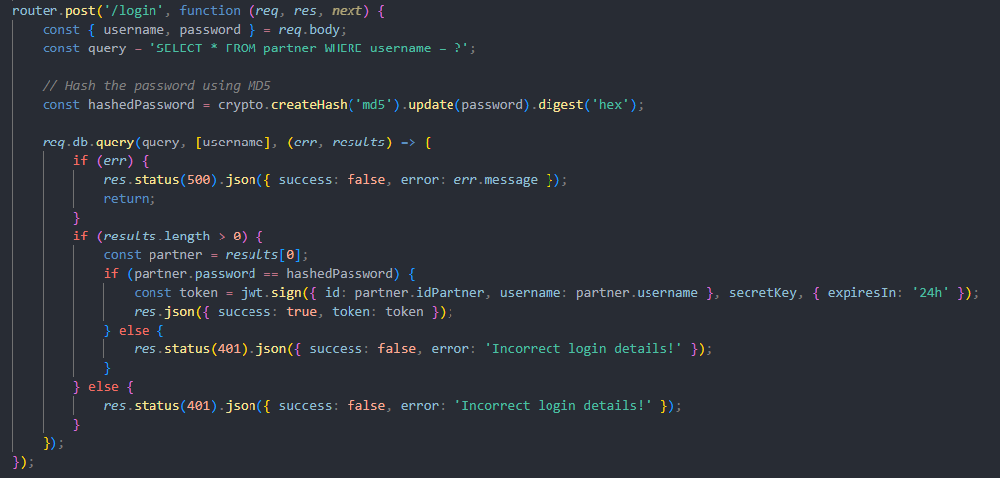 router.post('/login', function (req, res, next) {
    const { username, password } = req.body;
    const query = 'SELECT * FROM partner WHERE username = ?';

    // Hash the password using MD5
    const hashedPassword = crypto.createHash('md5').update(password).digest('hex');

    req.db.query(query, [username], (err, results) => {
        if (err) {
            res.status(500).json({ success: false, error: err.message });
            return;
        }
        if (results.length > 0) {
            const partner = results[0];
            if (partner.password == hashedPassword) {
                const token = jwt.sign({ id: partner.idPartner, username: partner.username }, secretKey, { expiresIn: '24h' });
                res.json({ success: true, token: token });
            } else {
                res.status(401).json({ success: false, error: 'Incorrect login details!' });
            }
        } else {
            res.status(401).json({ success: false, error: 'Incorrect login details!' });
        }
    });
});